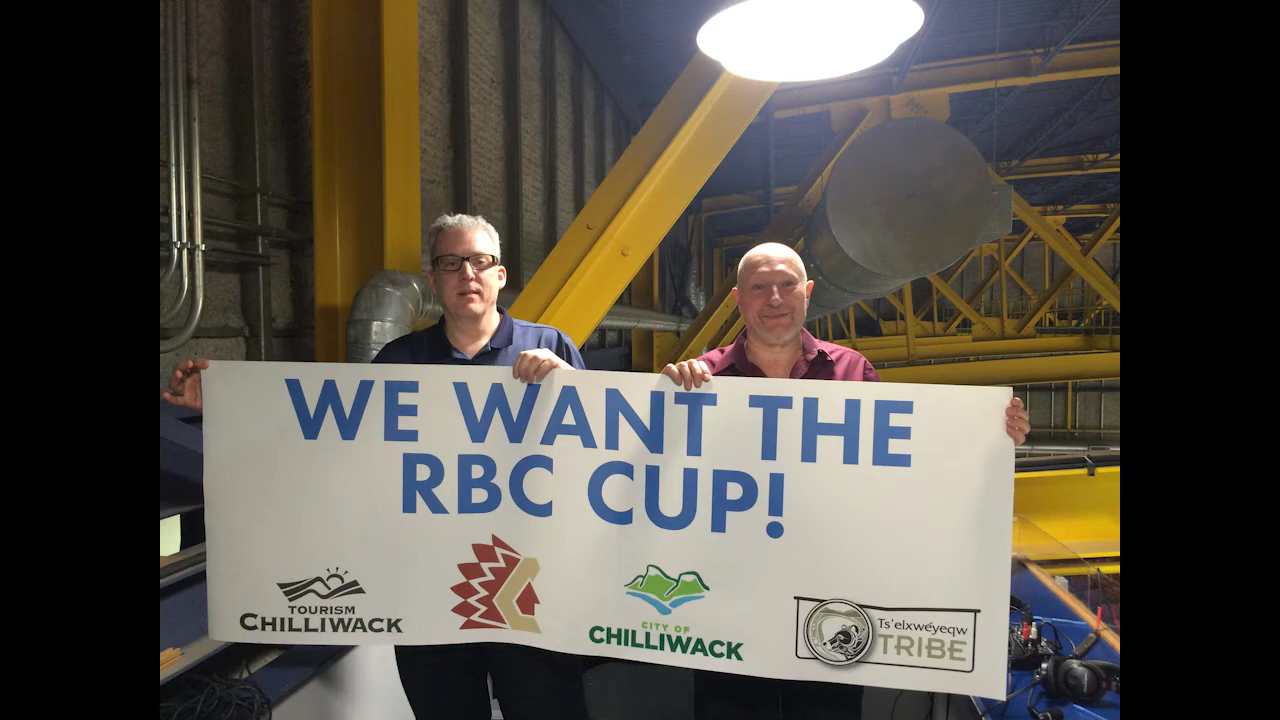 WE WANT THE
RBC CUP!
TOURISM
CHILLIWACK
CITY OF
CHILLIWACK
Ts'elxwéyeqw
TRIBE